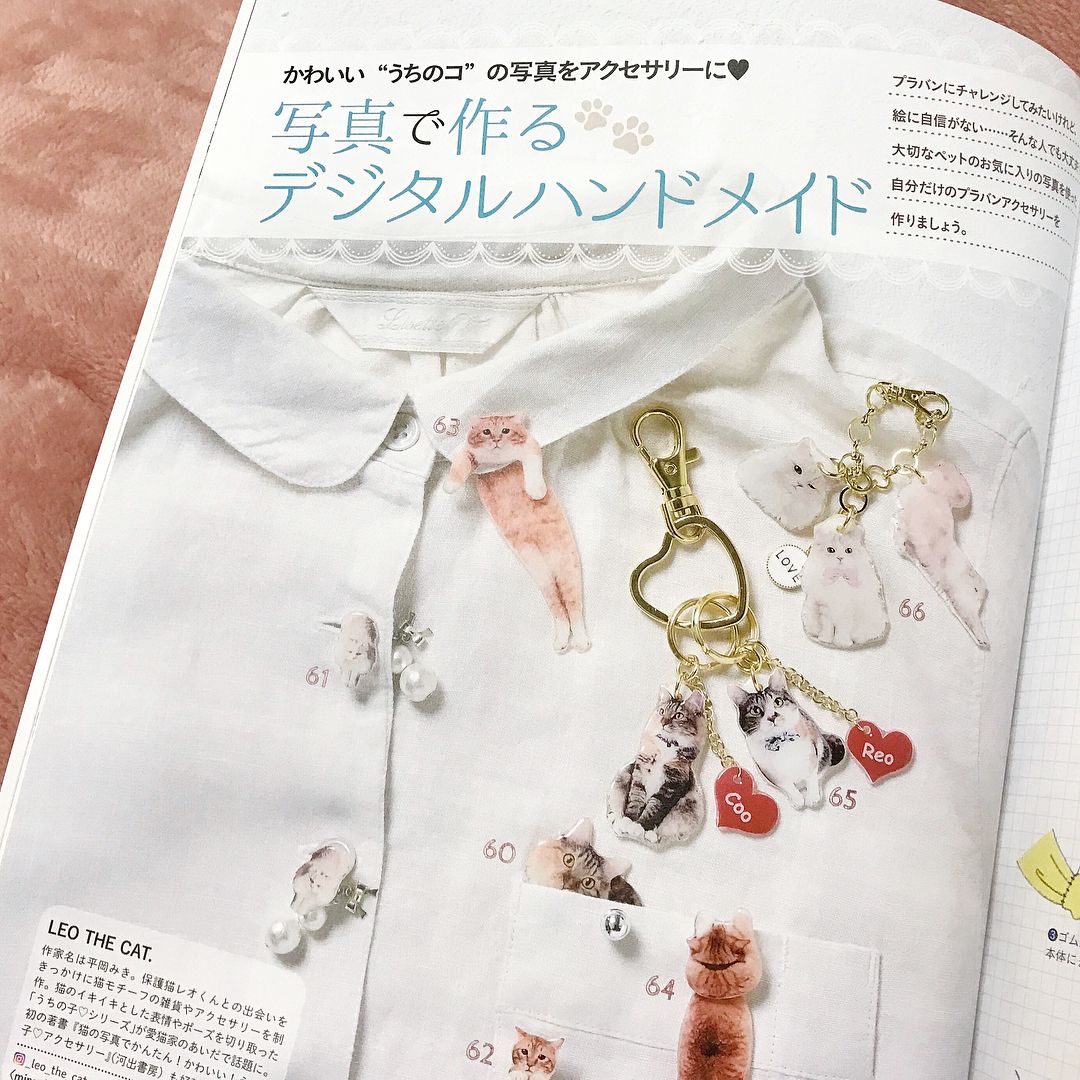 かわいい “うちのコ” の写真をアクセサリーに♥
写真で作る
デジタルハンドメイド
プラバンにチャレンジしてみたいけれど、
絵に自信がない……そんな人でも大丈夫
大切なペットのお気に入りの写真を使っ
自分だけのプラバンアクセサリーを
作りましょう。
63
LOVE
66
61
Reo
Coo
65
60
64
62
LEO THE CAT.
作家名は平岡みき。保護猫レオくんとの出会いを
きっかけに猫モチーフの雑貨やアクセサリーを制
作。猫のイキイキとした表情やポーズを切り取った
「うちの子♡シリーズ」が愛猫家のあいだで話題に。
初の著書『猫の写真でかんたん！かわいい！
子♡アクセサリー』（河出書房）も
_leo_the_cat
❸ゴム
本体に